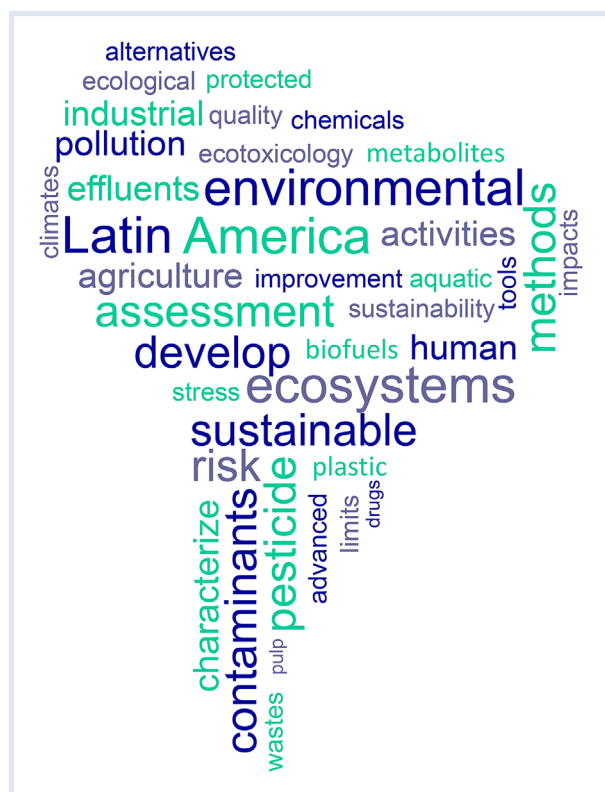 alternatives
ecological protected
industrial quality chemicals
pollution ecotoxicology metabolites
climates effluents environmental
Latin America activities methods impacts
agriculture improvement aquatic tools
assessment sustainability
develop biofuels human
stress ecosystems
sustainable
risk plastic
characterize contaminants pesticide advanced limits drugs
pulp
wastes